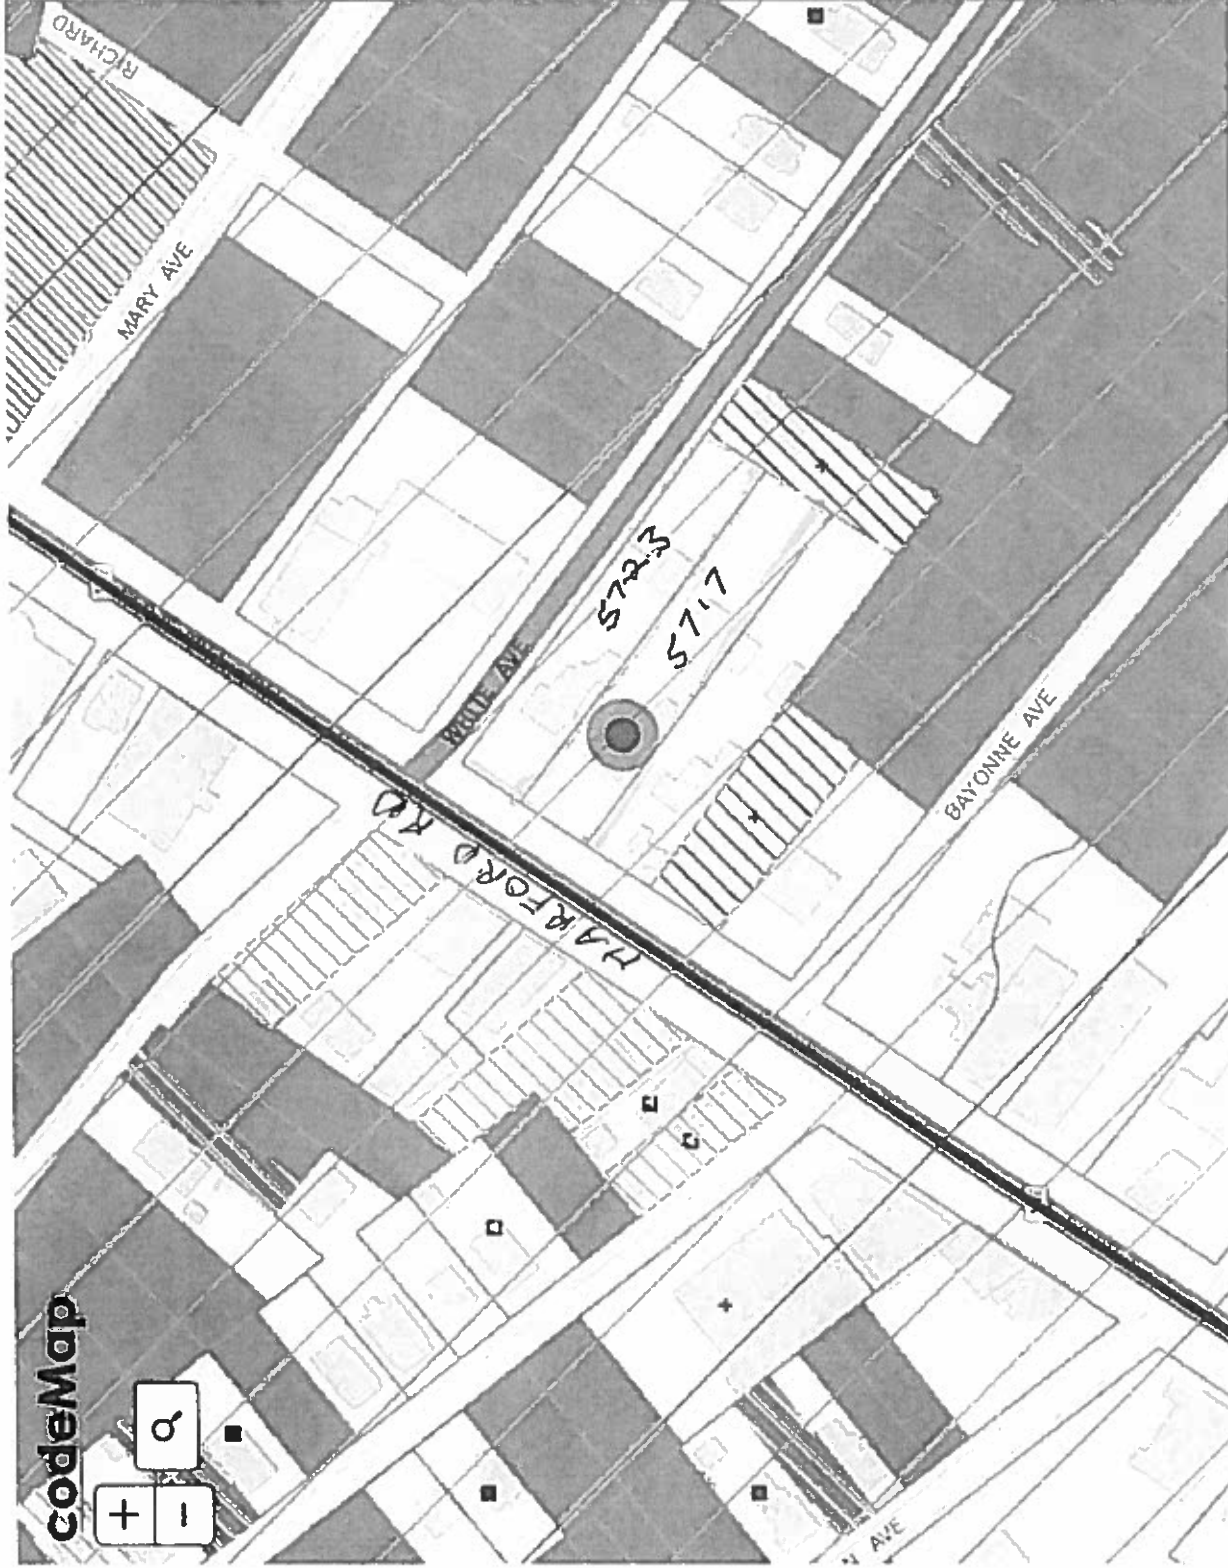 codeMap
+
−
RICHARD
MARY AVE
WHITE AVE
5723
5717
HARFORD RD
BAYONNE AVE
AVE